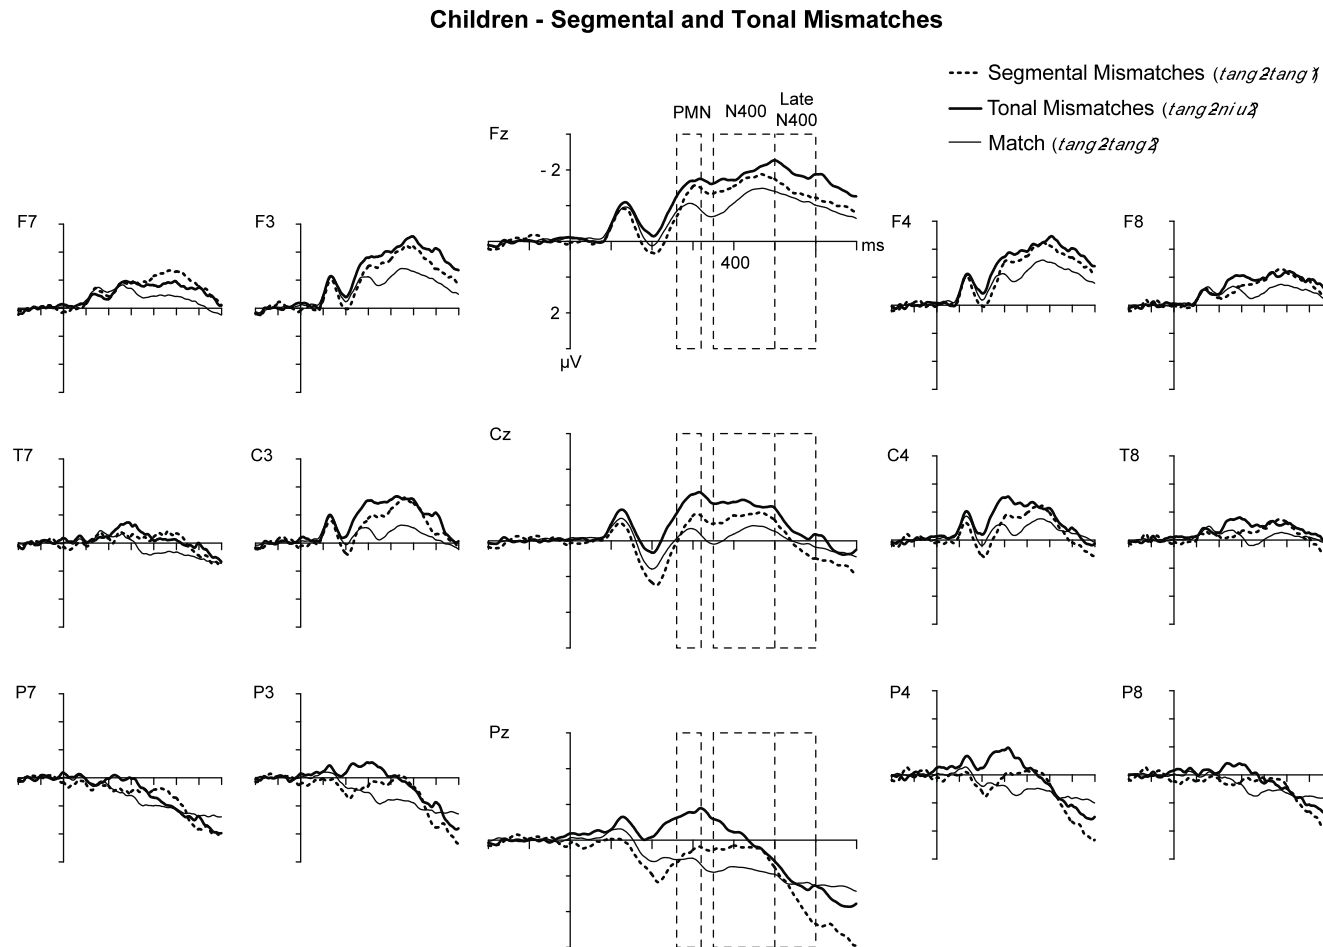 Children - Segmental and Tonal Mismatches
Segmental Mismatches (tang2tang1)
Tonal Mismatches (tang2niu2)
Match (tang2tang2)
PMN
N400
Late
N400
Fz
- 2
ms
400
2
µV
F7
F3
F4
F8
T7
C3
Cz
C4
T8
P7
P3
Pz
P4
P8